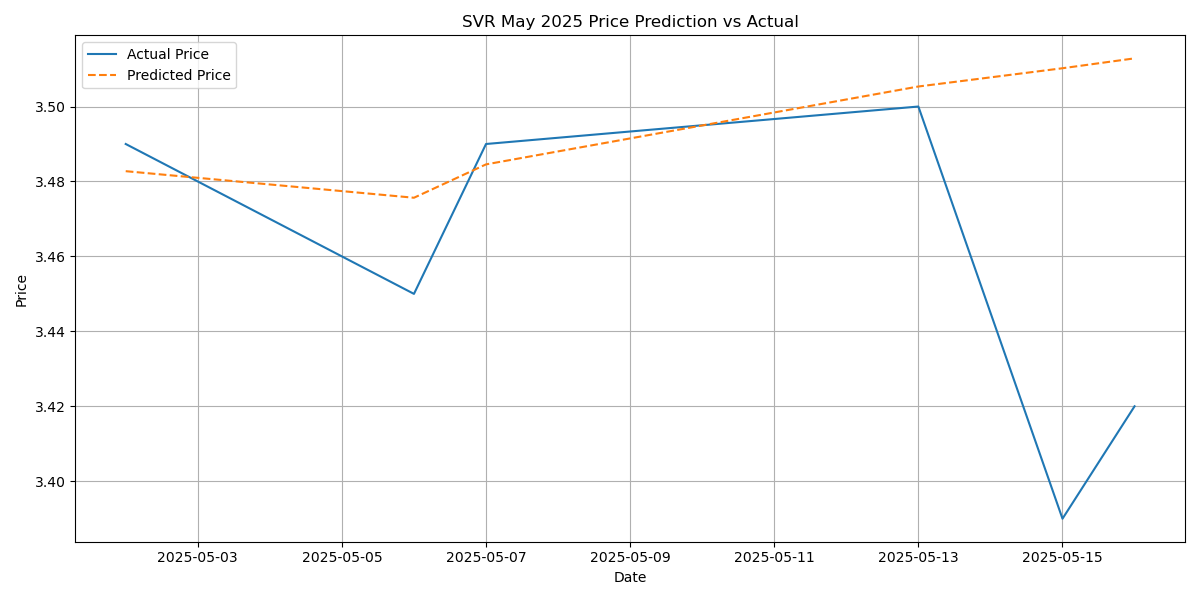 SVR May 2025 Price Prediction vs Actual
Actual Price
Predicted Price
3.50
3.48
3.46
3.44
3.42
3.40
Price
2025-05-03
2025-05-05
2025-05-07
2025-05-09
2025-05-11
2025-05-13
2025-05-15
Date